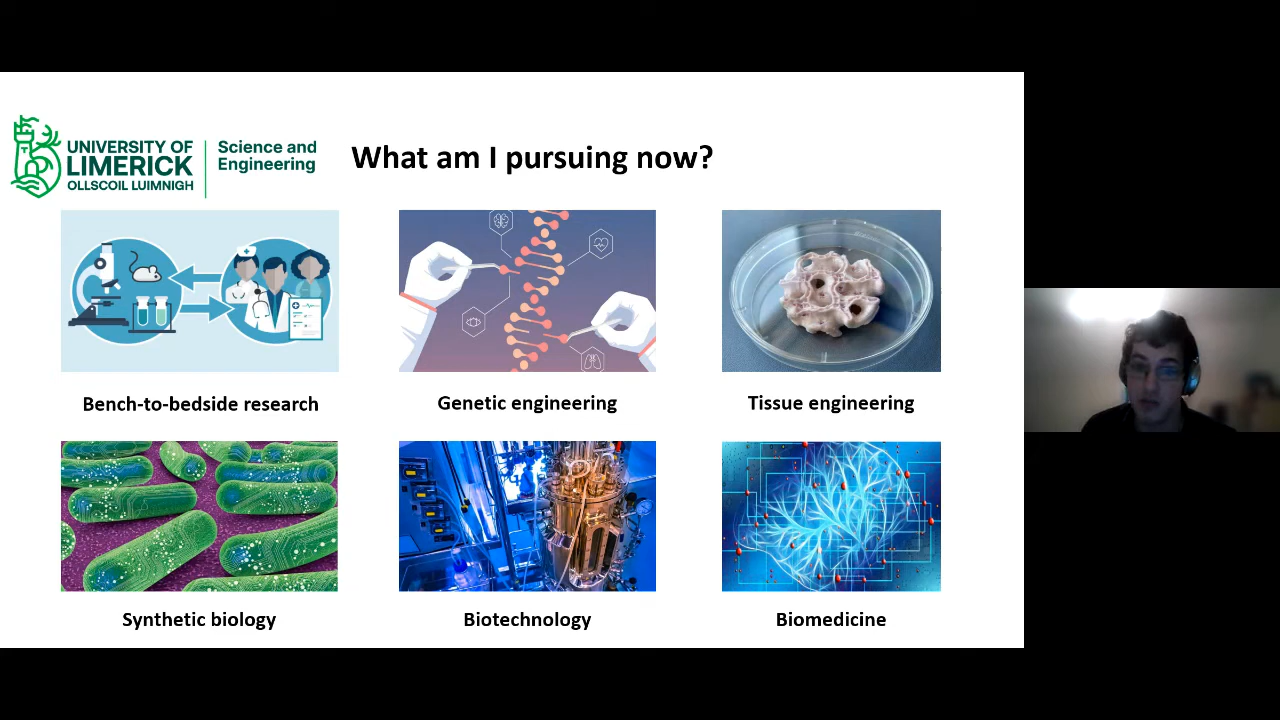 UNIVERSITY OF
LIMERICK
OLLSCOIL LUIMNIGH
Science and
Engineering
What am I pursuing now?
Bench-to-bedside research
Genetic engineering
Tissue engineering
Synthetic biology
Biotechnology
Biomedicine